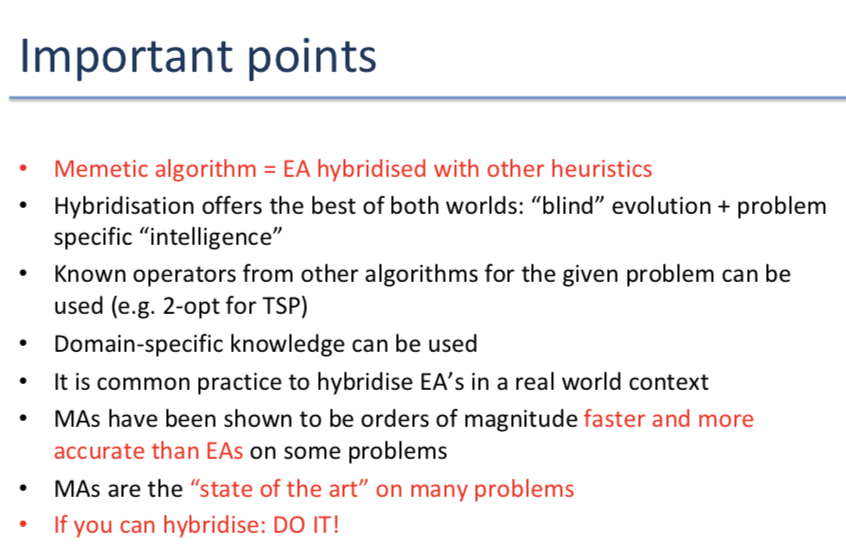 Important points
• Memetic algorithm = EA hybridised with other heuristics
• Hybridisation offers the best of both worlds: “blind” evolution + problem
specific “intelligence”
• Known operators from other algorithms for the given problem can be
used (e.g. 2-opt for TSP)
• Domain-specific knowledge can be used
• It is common practice to hybridise EA’s in a real world context
• MAs have been shown to be orders of magnitude faster and more
accurate than EAs on some problems
• MAs are the “state of the art” on many problems
• If you can hybridise: DO IT!